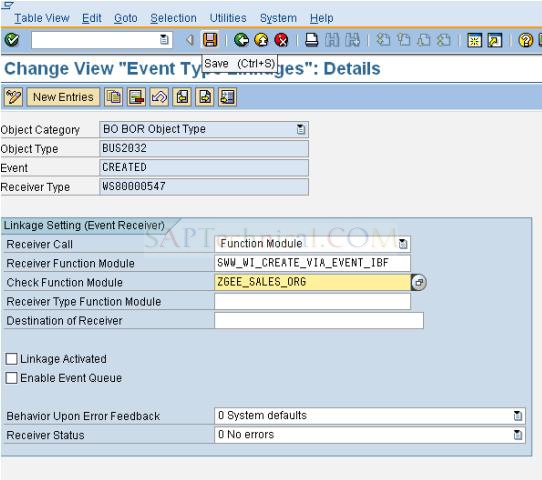 Table View Edit Goto Selection Utilities System Help
Save (Ctrl+S)
Change View "Event Type Linkages": Details
New Entries
Object Category BO BOR Object Type
Object Type BUS2032
Event CREATED
Receiver Type WS80000547
SAPTechnical.COM
Linkage Setting (Event Receiver)
Receiver Call Function Module
Receiver Function Module SWW_WI_CREATE_VIA_EVENT_IBF
Check Function Module ZGEE_SALES_ORG
Receiver Type Function Module
Destination of Receiver
Linkage Activated
Enable Event Queue
Behavior Upon Error Feedback 0 System defaults
Receiver Status 0 No errors